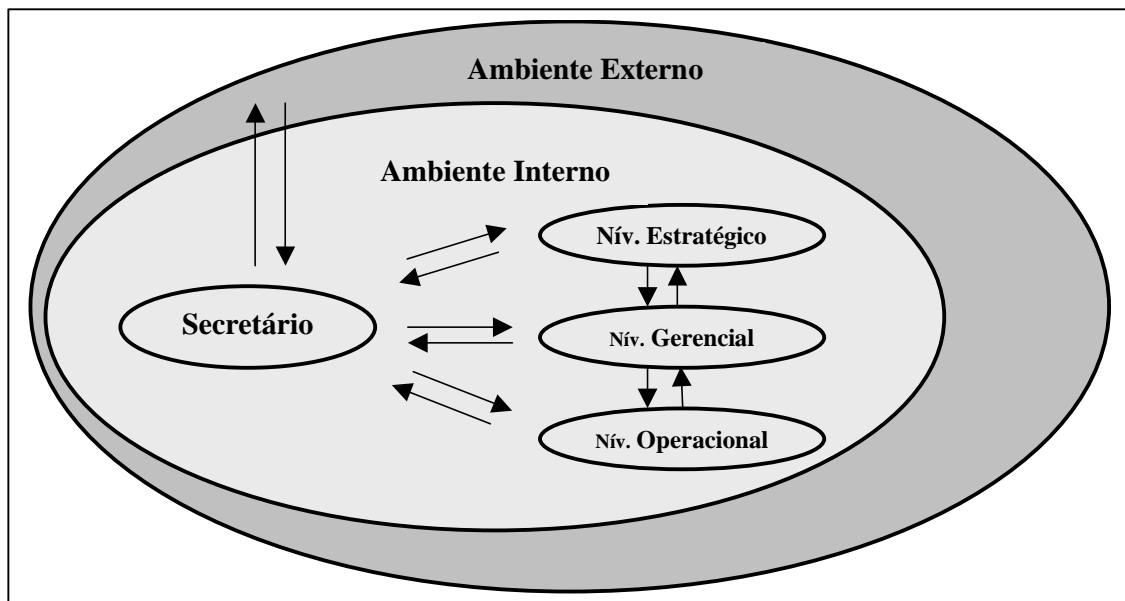 Ambiente Externo
Ambiente Interno
Nív. Estratégico
Secretário
Nív. Gerencial
Nív. Operacional